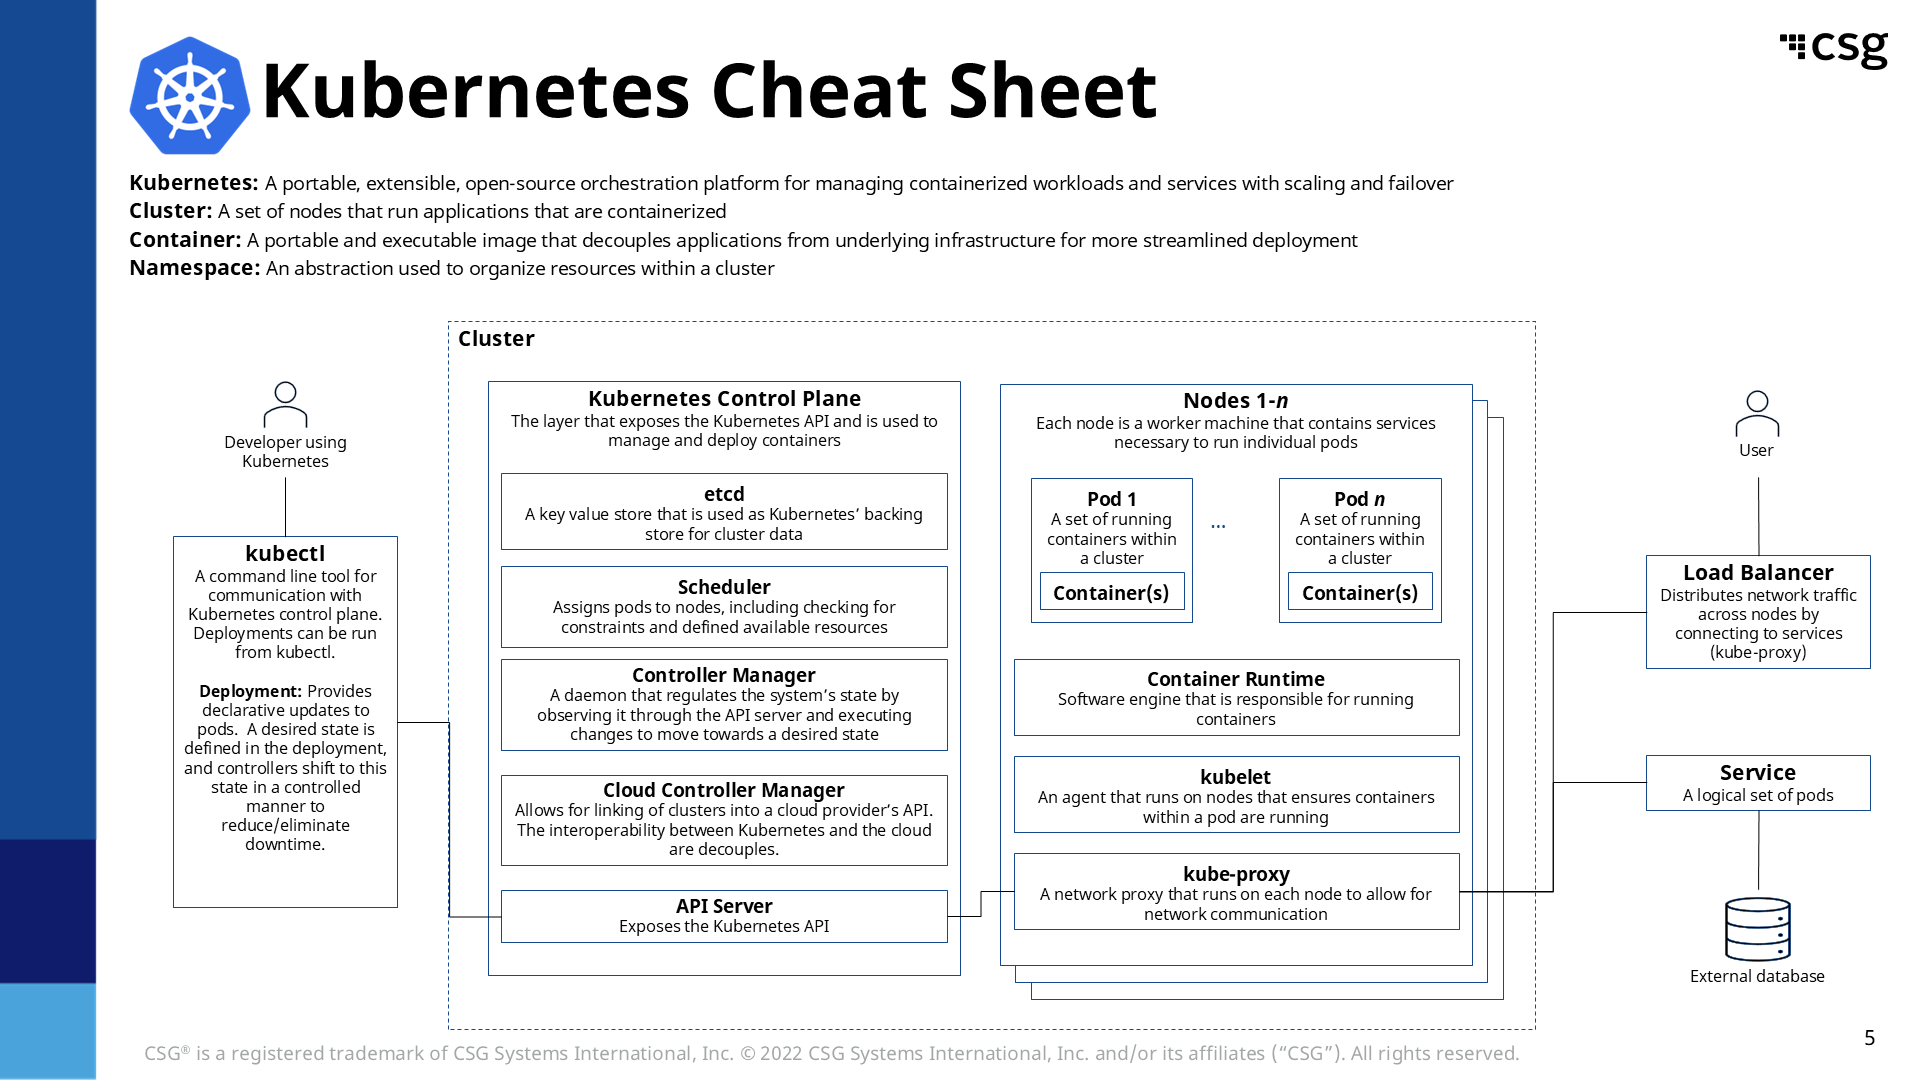 csg
Kubernetes Cheat Sheet
Kubernetes: A portable, extensible, open-source orchestration platform for managing containerized workloads and services with scaling and failover
Cluster: A set of nodes that run applications that are containerized
Container: A portable and executable image that decouples applications from underlying infrastructure for more streamlined deployment
Namespace: An abstraction used to organize resources within a cluster
Cluster
Developer using
Kubernetes
kubectl
A command line tool for
communication with
Kubernetes control plane.
Deployments can be run
from kubectl.
Deployment: Provides
declarative updates to
pods.  A desired state is
defined in the deployment,
and controllers shift to this
state in a controlled
manner to
reduce/eliminate
downtime.
Kubernetes Control Plane
The layer that exposes the Kubernetes API and is used to
manage and deploy containers
etcd
A key value store that is used as Kubernetes’ backing
store for cluster data
Scheduler
Assigns pods to nodes, including checking for
constraints and defined available resources
Controller Manager
A daemon that regulates the system’s state by
observing it through the API server and executing
changes to move towards a desired state
Cloud Controller Manager
Allows for linking of clusters into a cloud provider’s API.
The interoperability between Kubernetes and the cloud
are decouples.
API Server
Exposes the Kubernetes API
Nodes 1-n
Each node is a worker machine that contains services
necessary to run individual pods
Pod 1
A set of running
containers within
a cluster
Container(s)
...
Pod n
A set of running
containers within
a cluster
Container(s)
Container Runtime
Software engine that is responsible for running
containers
kubelet
An agent that runs on nodes that ensures containers
within a pod are running
kube-proxy
A network proxy that runs on each node to allow for
network communication
User
Load Balancer
Distributes network traffic
across nodes by
connecting to services
(kube-proxy)
Service
A logical set of pods
External database
CSG® is a registered trademark of CSG Systems International, Inc. © 2022 CSG Systems International, Inc. and/or its affiliates (“CSG”). All rights reserved.
5